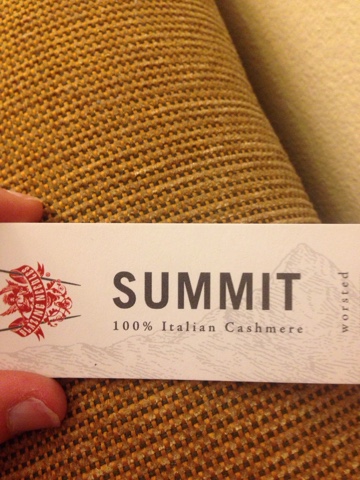 SUMMIT
100% Italian Cashmere
worsted